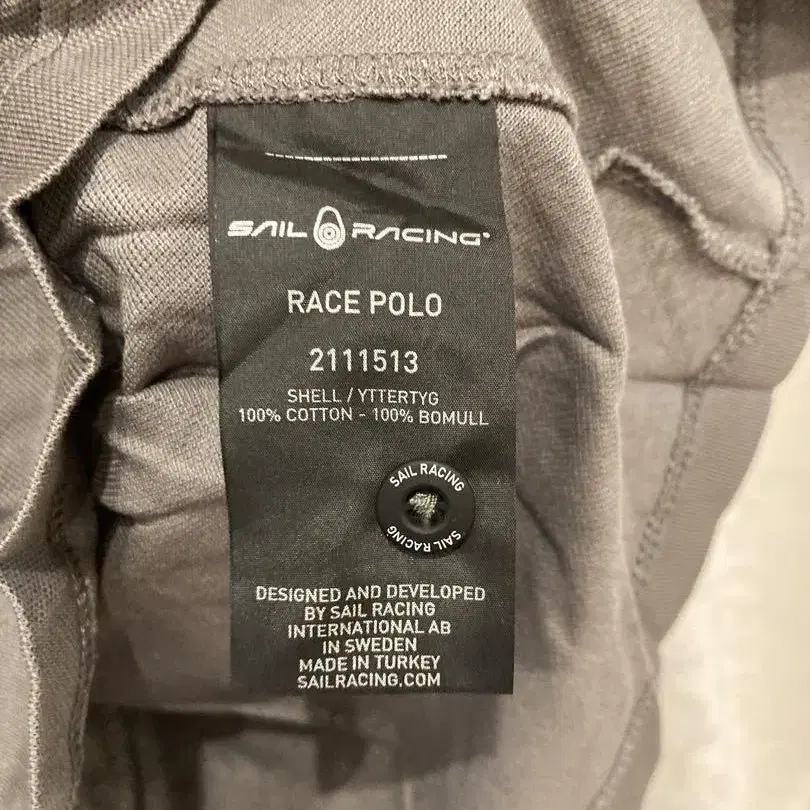 SAIL RACING
RACE POLO
2111513
SHELL / YTTERTYG
100% COTTON - 100% BOMULL
SAIL RACING
SAIL RACING
DESIGNED AND DEVELOPED
BY SAIL RACING
INTERNATIONAL AB
IN SWEDEN
MADE IN TURKEY
SAILRACING.COM